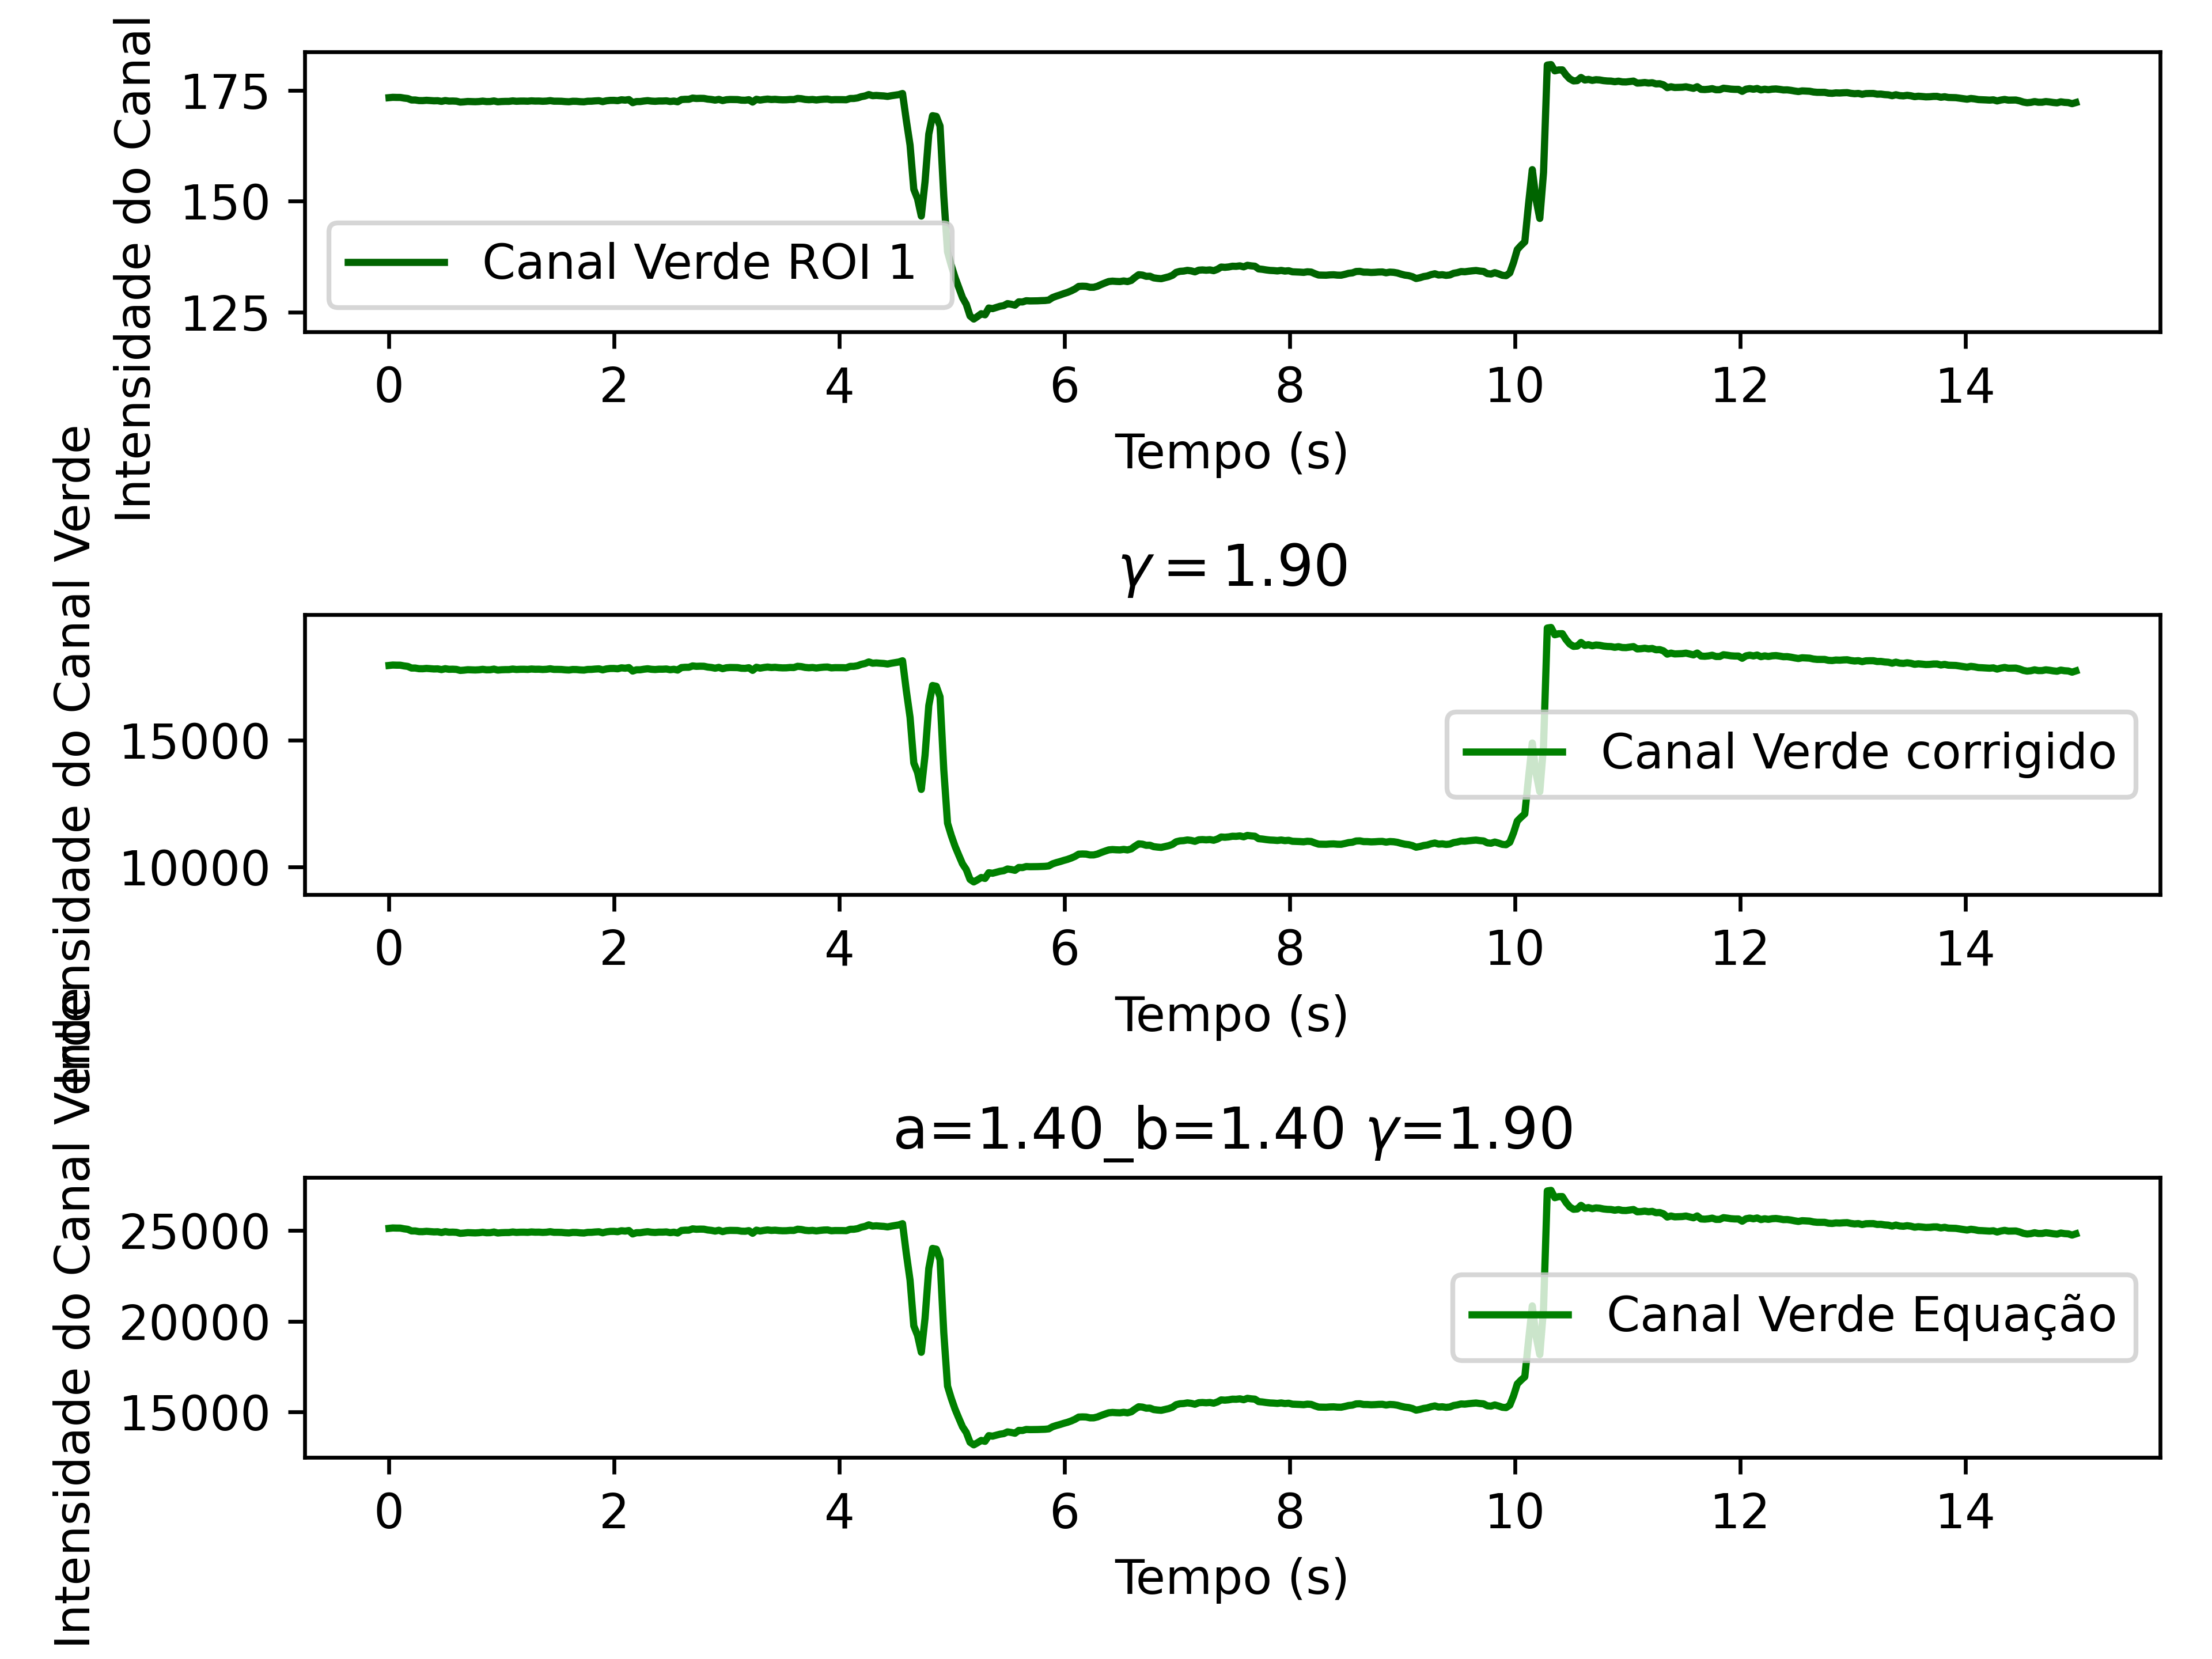 Intensidade do Canal
175
150
125
Canal Verde ROI 1
0 2 4 6 8 10 12 14
Tempo (s)
γ = 1.90
Intensidade do Canal Verde
15000
10000
Canal Verde corrigido
0 2 4 6 8 10 12 14
Tempo (s)
a=1.40_b=1.40 γ=1.90
Intensidade do Canal Verde
25000
20000
15000
Canal Verde Equação
0 2 4 6 8 10 12 14
Tempo (s)